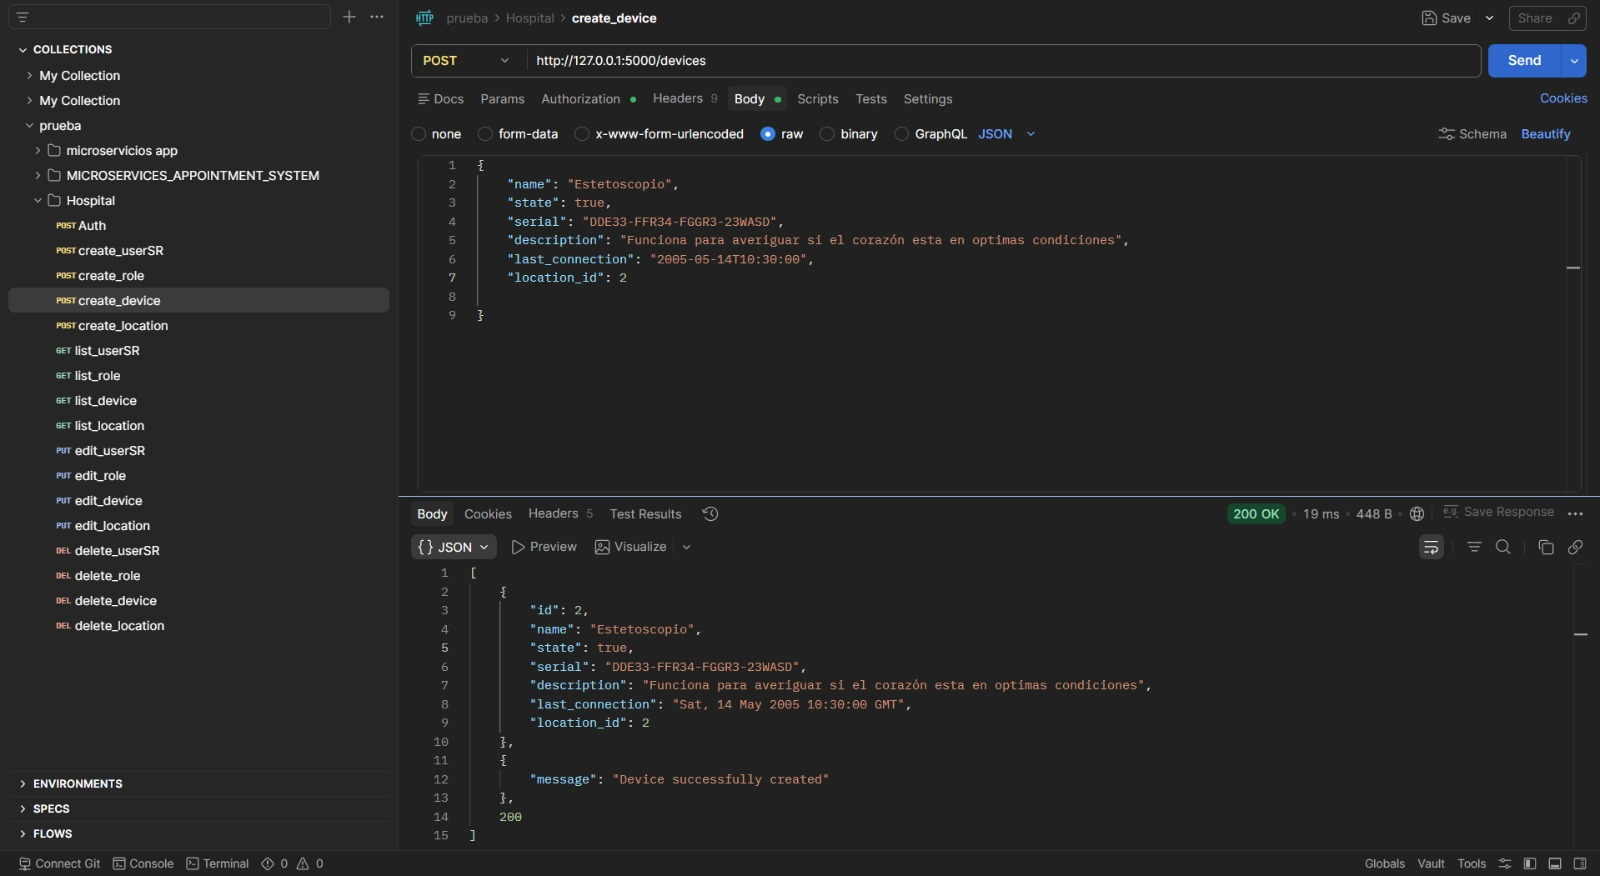 HTTP prueba > Hospital > create_device
Save
Share
COLLECTIONS
My Collection
My Collection
prueba
microservicios app
MICROSERVICES_APPOINTMENT_SYSTEM
Hospital
POST Auth
POST create_userSR
POST create_role
POST create_device
POST create_location
GET list_userSR
GET list_role
GET list_device
GET list_location
PUT edit_userSR
PUT edit_role
PUT edit_device
PUT edit_location
DEL delete_userSR
DEL delete_role
DEL delete_device
DEL delete_location
ENVIRONMENTS
SPECS
FLOWS
POST http://127.0.0.1:5000/devices
Send
Docs Params Authorization Headers 9 Body Scripts Tests Settings
Cookies
none form-data x-www-form-urlencoded raw binary GraphQL JSON
Schema Beautify
1 {
2 "name": "Estetoscopio",
3 "state": true,
4 "serial": "DDE33-FFR34-FGGR3-23WASD",
5 "description": "Funciona para averiguar si el corazón esta en optimas condiciones",
6 "last_connection": "2005-05-14T10:30:00",
7 "location_id": 2
8
9 }
Body Cookies Headers 5 Test Results
200 OK • 19 ms • 448 B
e.g. Save Response
{} JSON Preview Visualize
1 [
2 {
3 "id": 2,
4 "name": "Estetoscopio",
5 "state": true,
6 "serial": "DDE33-FFR34-FGGR3-23WASD",
7 "description": "Funciona para averiguar si el corazón esta en optimas condiciones",
8 "last_connection": "Sat, 14 May 2005 10:30:00 GMT",
9 "location_id": 2
10 },
11 {
12 "message": "Device successfully created"
13 },
14 200
15 ]
Connect Git Console Terminal 0 0
Globals Vault Tools